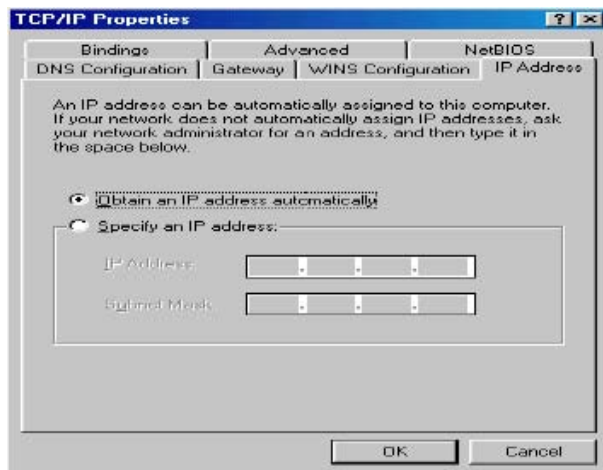 TCP/IP Properties
Bindings
Advanced
NetBIOS
DNS Configuration
Gateway
WINS Configuration
IP Address
An IP address can be automatically assigned to this computer.
If your network does not automatically assign IP addresses, ask
your network administrator for an address, and then type it in
the space below.
Obtain an IP address automatically
Specify an IP address:
IP Address:
Subnet Mask:
OK
Cancel